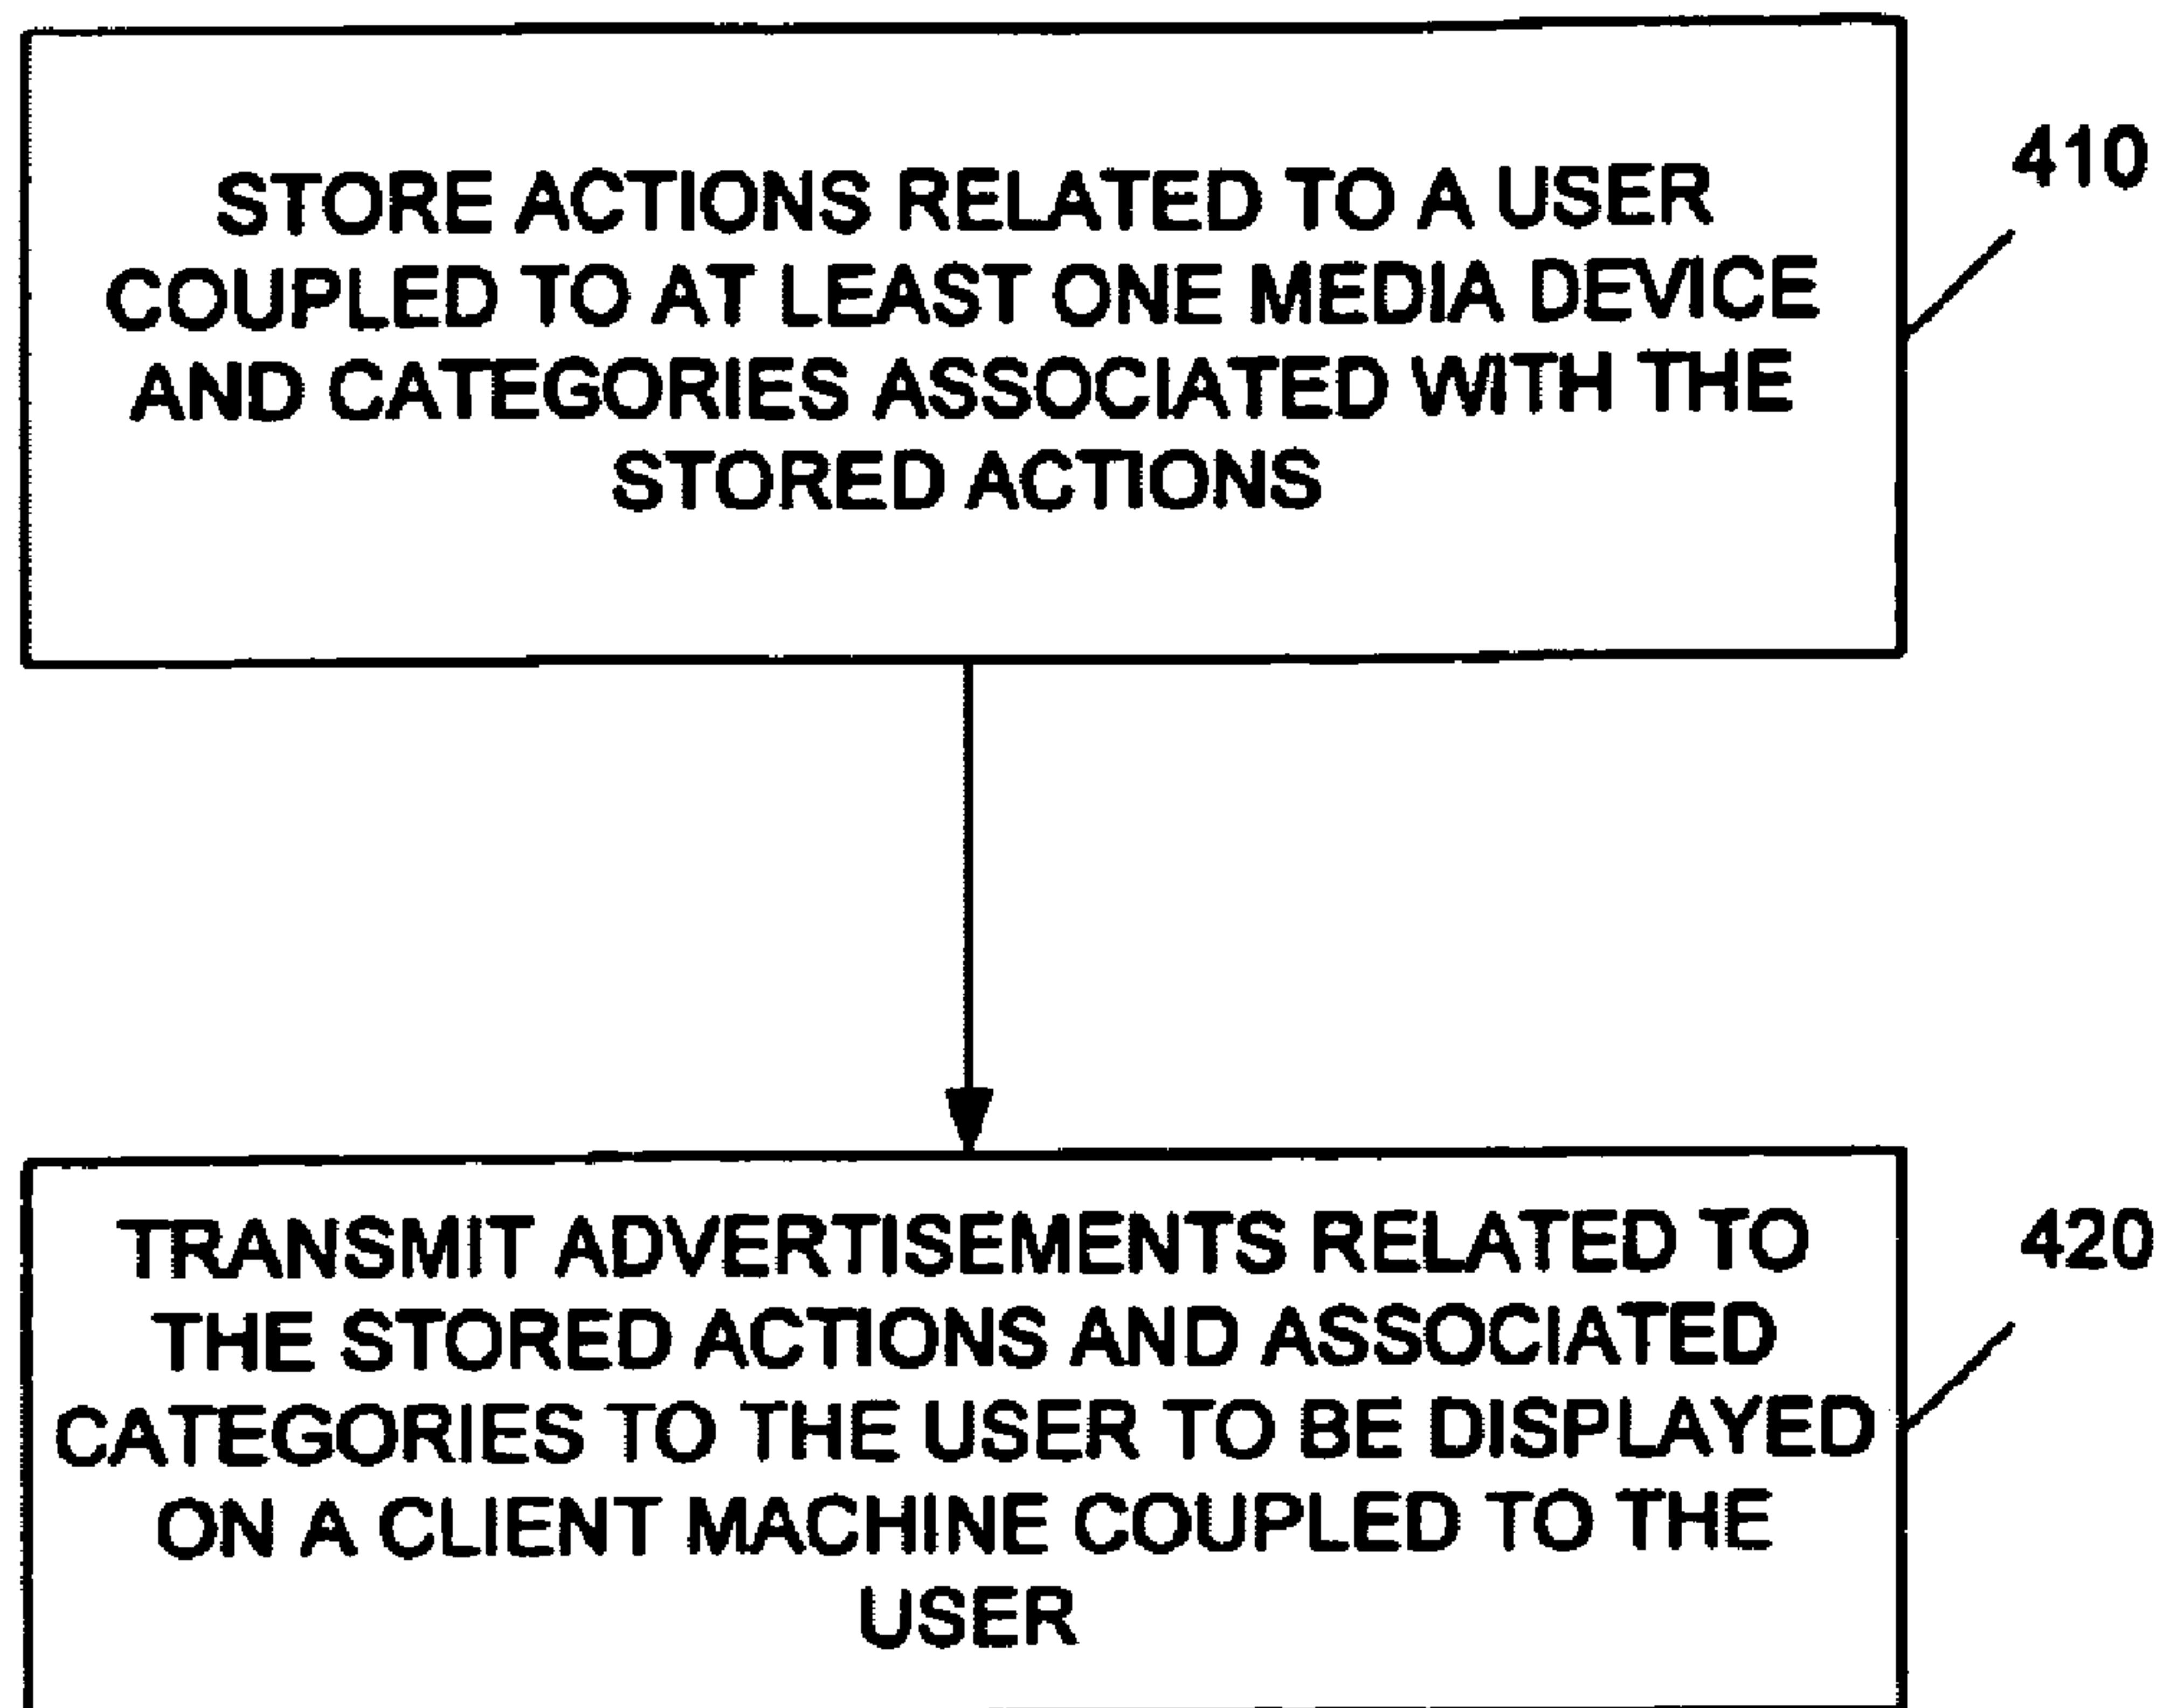 STORE ACTIONS RELATED TO A USER
COUPLED TO AT LEAST ONE MEDIA DEVICE
AND CATEGORIES ASSOCIATED WITH THE
STORED ACTIONS
410
TRANSMIT ADVERTISEMENTS RELATED TO
THE STORED ACTIONS AND ASSOCIATED
CATEGORIES TO THE USER TO BE DISPLAYED
ON A CLIENT MACHINE COUPLED TO THE
USER
420